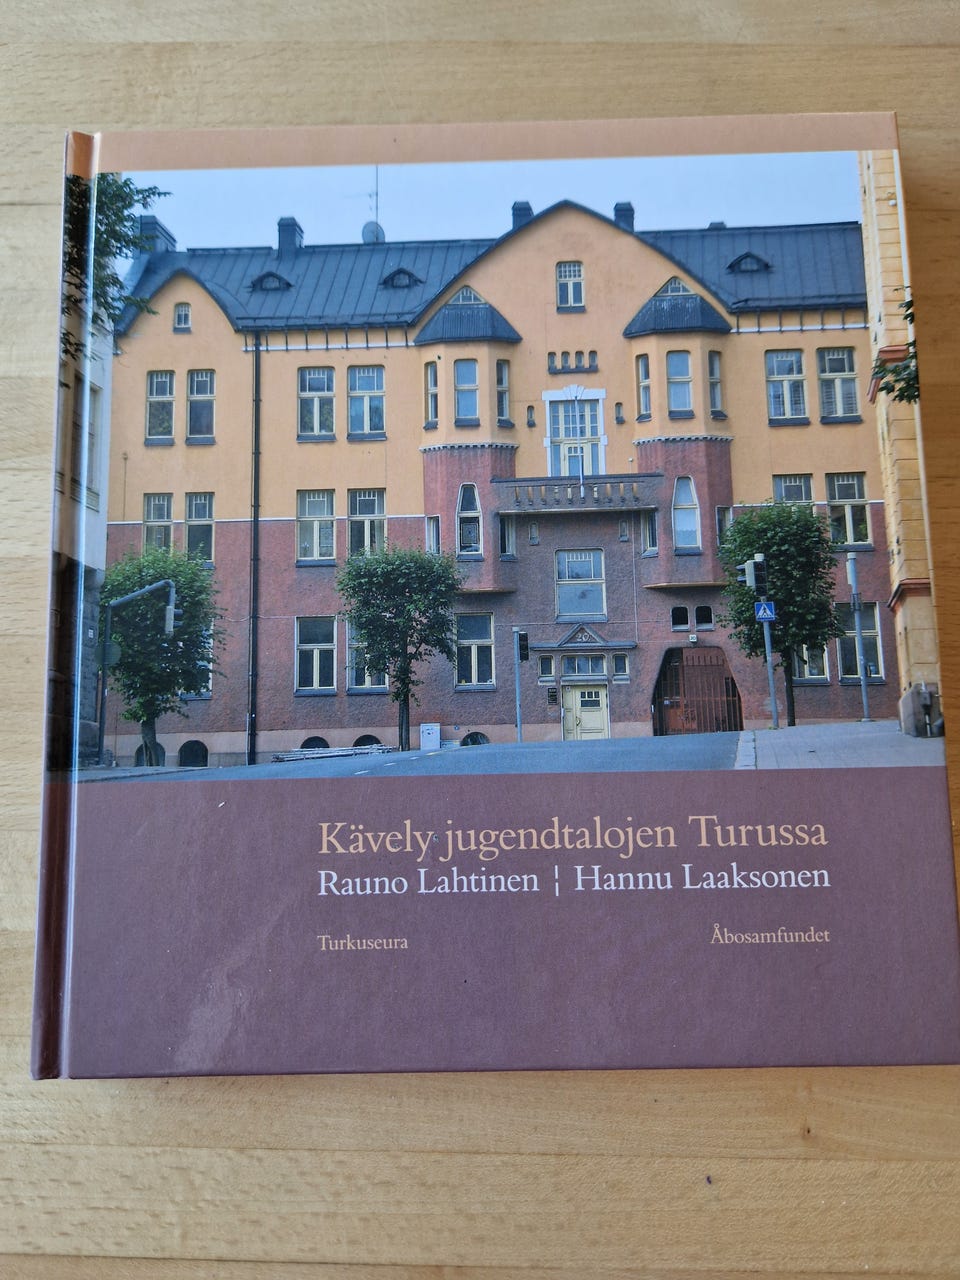 Kävely jugendtalojen Turussa
Rauno Lahtinen ¦ Hannu Laaksonen
Turkuseura Åbosamfundet